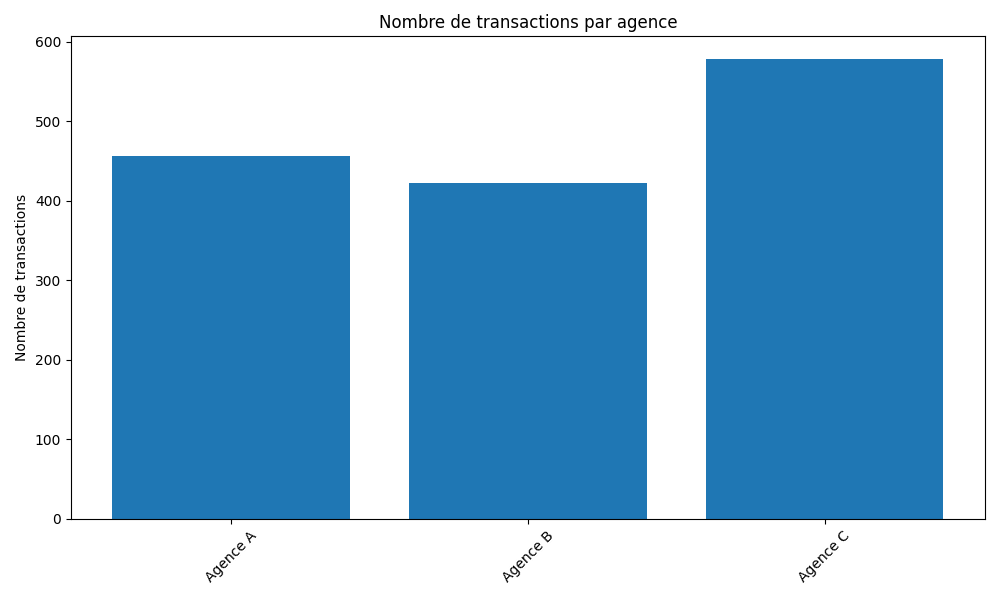 Nombre de transactions par agence
Nombre de transactions
600
500
400
300
200
100
0
Agence A
Agence B
Agence C